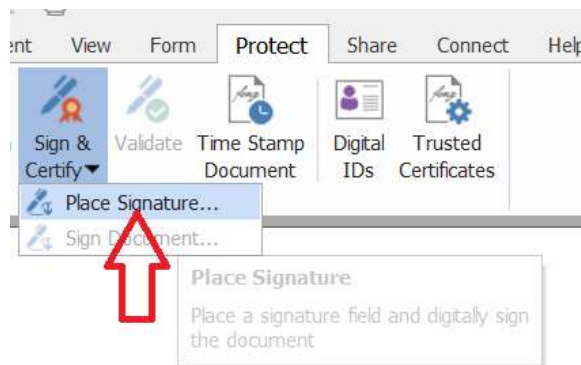 View Form Protect Share Connect Help
Sign & Certify
Validate
Time Stamp Document
Digital IDs
Trusted Certificates
Place Signature...
Sign Document...
Place Signature
Place a signature field and digitally sign
the document